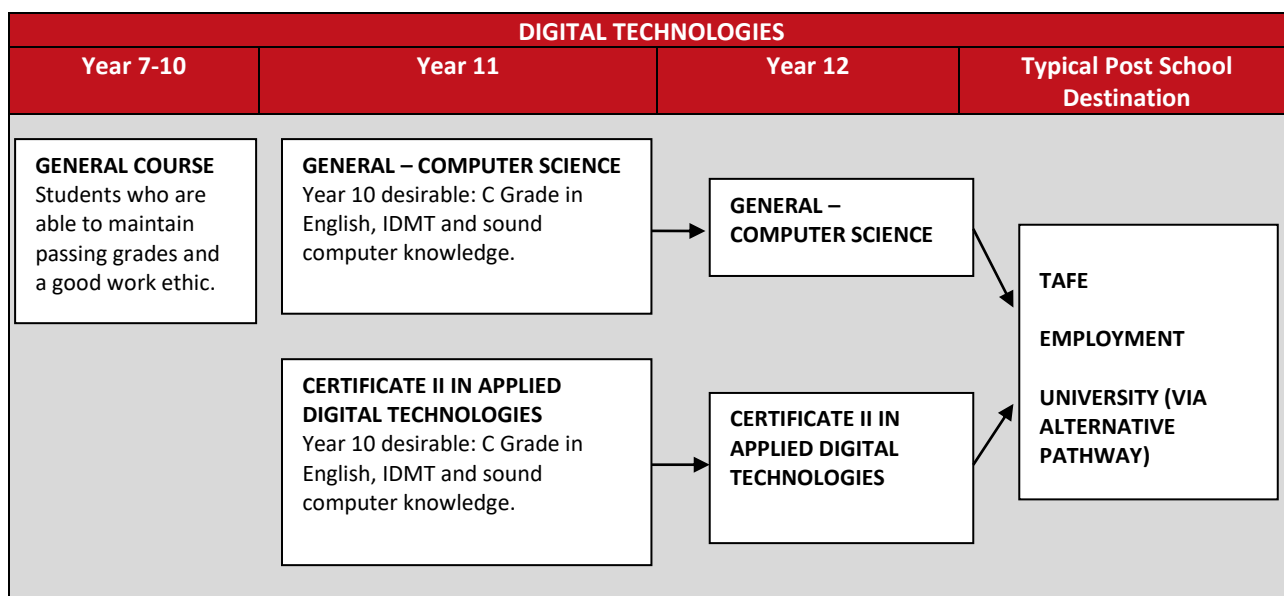 DIGITAL TECHNOLOGIES
Year 7-10
Year 11
Year 12
Typical Post School
Destination
GENERAL COURSE
Students who are
able to maintain
passing grades and
a good work ethic.
GENERAL – COMPUTER SCIENCE
Year 10 desirable: C Grade in
English, IDMT and sound
computer knowledge.
GENERAL –
COMPUTER SCIENCE
CERTIFICATE II IN APPLIED
DIGITAL TECHNOLOGIES
Year 10 desirable: C Grade in
English, IDMT and sound
computer knowledge.
CERTIFICATE II IN
APPLIED DIGITAL
TECHNOLOGIES
TAFE
EMPLOYMENT
UNIVERSITY (VIA
ALTERNATIVE
PATHWAY)